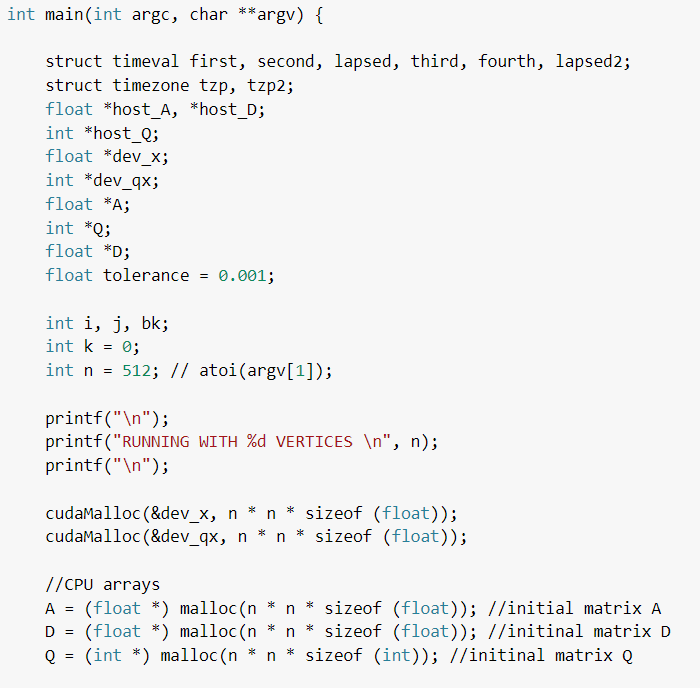 int main(int argc, char **argv) {
struct timeval first, second, lapsed, third, fourth, lapsed2;
struct timezone tzp, tzp2;
float *host_A, *host_D;
int *host_Q;
float *dev_x;
int *dev_qx;
float *A;
int *Q;
float *D;
float tolerance = 0.001;
int i, j, bk;
int k = 0;
int n = 512; // atoi(argv[1]);
printf("\n");
printf("RUNNING WITH %d VERTICES \n", n);
printf("\n");
cudaMalloc(&dev_x, n * n * sizeof (float));
cudaMalloc(&dev_qx, n * n * sizeof (float));
//CPU arrays
A = (float *) malloc(n * n * sizeof (float)); //initial matrix A
D = (float *) malloc(n * n * sizeof (float)); //initinal matrix D
Q = (int *) malloc(n * n * sizeof (int)); //initinal matrix Q